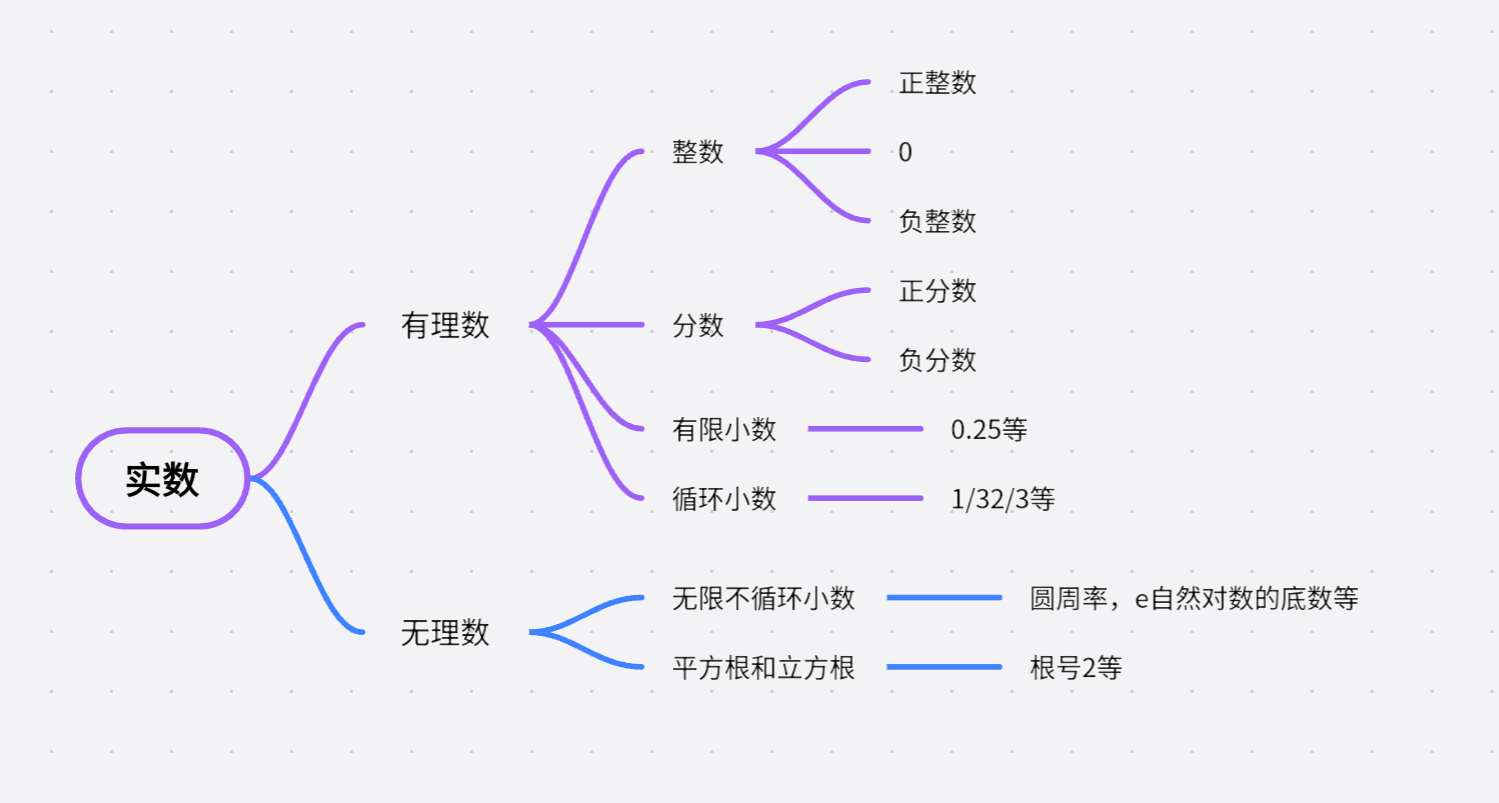 实数
有理数
整数
正整数
0
负整数
分数
正分数
负分数
有限小数
0.25等
循环小数
1/32/3等
无理数
无限不循环小数
圆周率，e自然对数的底数等
平方根和立方根
根号2等